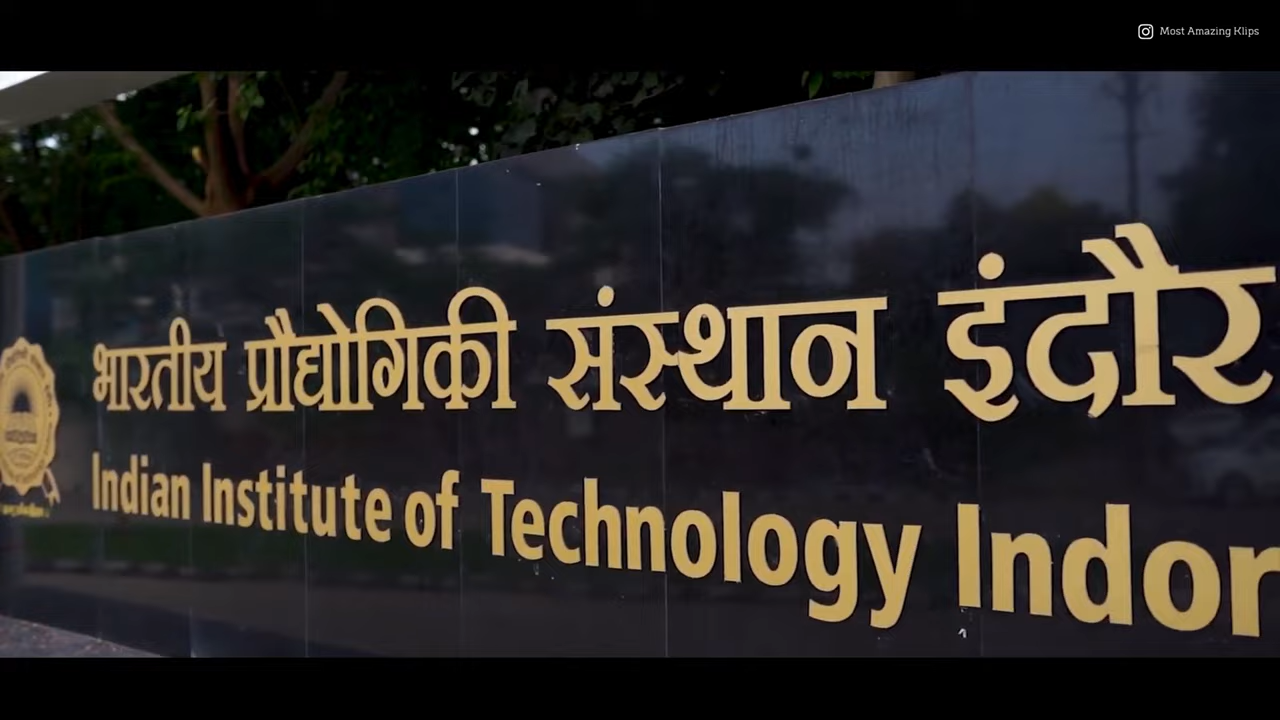 Most Amazing Klips
भारतीय प्रौद्योगिकी संस्थान इंदौर
Indian Institute of Technology Indor